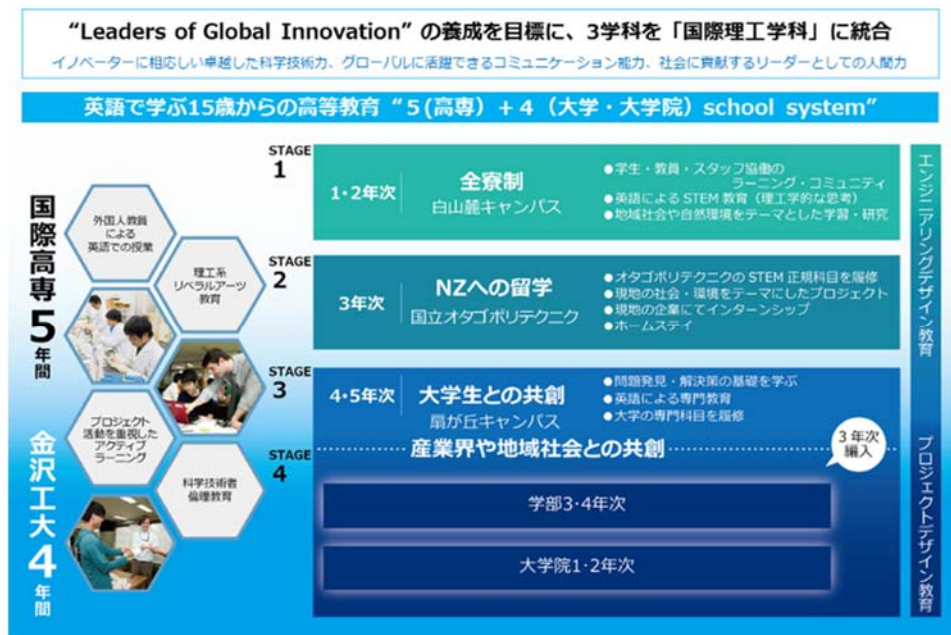 “Leaders of Global Innovation” の養成を目標に、3学科を「国際理工学科」に統合
イノベーターに相応しい卓越した科学技術力、グローバルに活躍できるコミュニケーション能力、社会に貢献するリーダーとしての人間力
英語で学ぶ15歳からの高等教育 “５(高専）＋４（大学・大学院）school system”
国際高専5年間
金沢工大4年間
外国人教員
による
英語での授業
理工系
リベラルアーツ
教育
プロジェクト
活動を重視した
アクティブ
ラーニング
科学技術者
倫理教育
STAGE
1
1・2年次
全寮制
白山麓キャンパス
●学生・教員・スタッフ協働の
ラーニング・コミュニティ
●英語による STEM 教育（理工学的な思考）
●地域社会や自然環境をテーマとした学習・研究
STAGE
2
3年次
NZへの留学
国立オタゴポリテクニク
●オタゴポリテクニクの STEM 正規科目を履修
●現地の社会・環境をテーマにしたプロジェクト
●現地の企業にてインターンシップ
●ホームステイ
STAGE
3
4・5年次
大学生との共創
扇が丘キャンパス
●問題発見・解決策の基礎を学ぶ
●英語による専門教育
●大学の専門科目を履修
STAGE
4
産業界や地域社会との共創
3年次
編入
学部3・4年次
大学院1・2年次
エンジニアリングデザイン教育
プロジェクトデザイン教育